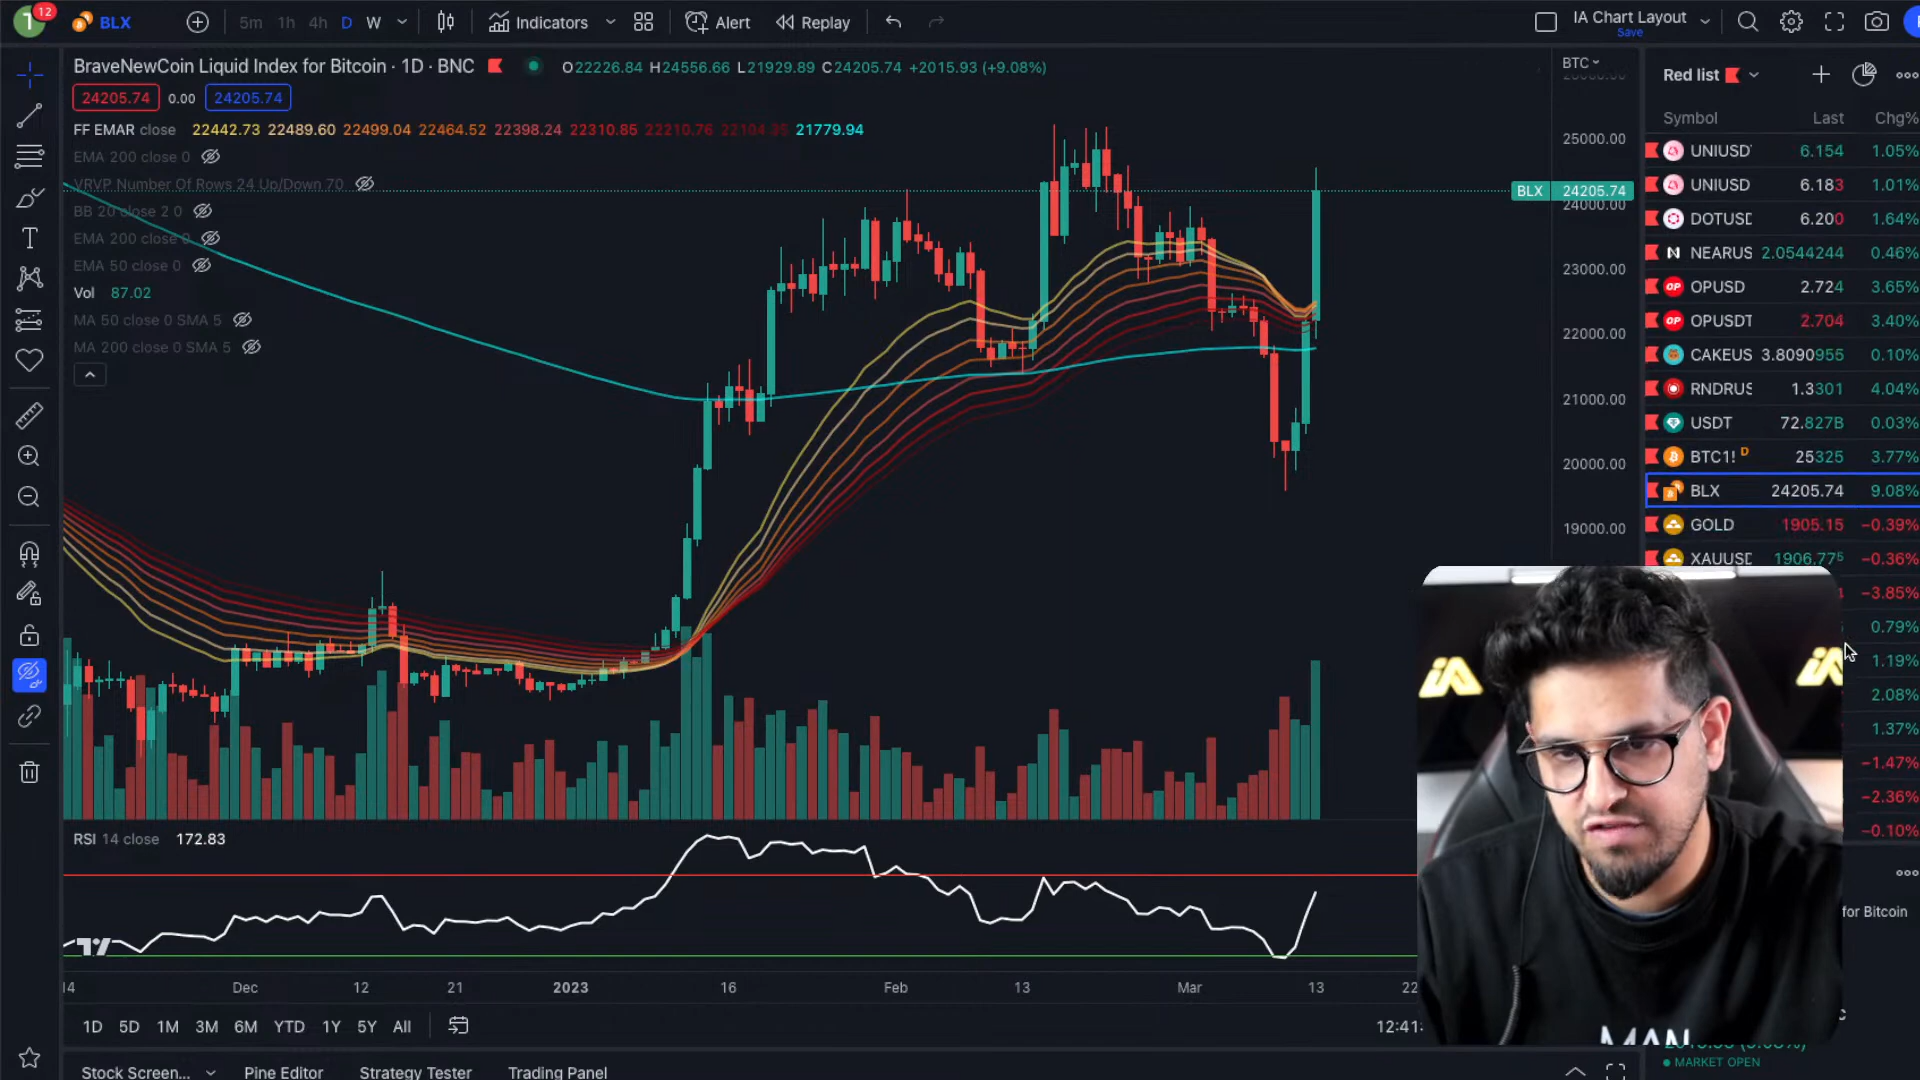 12
BLX 5m 1h 4h D W Indicators Alert Replay IA Chart Layout
Save
BraveNewCoin Liquid Index for Bitcoin · 1D · BNC O22226.84 H24556.66 L21929.89 C24205.74 +2015.93 (+9.08%)
24205.74 0.00 24205.74
FF EMAR close 22442.73 22489.60 22499.04 22464.52 22398.24 22310.85 22210.76 21779.94
EMA 200 close 0
VRVP Number Of Rows 24 Up/Down 70
BB 20 close 2 0
EMA 200 close 0
EMA 50 close 0
Vol 87.02
MA 50 close 0 SMA 5
MA 200 close 0 SMA 5
BTC
25000.00
BLX 24205.74
24000.00
23000.00
22000.00
21000.00
20000.00
19000.00
Red list
Symbol Last Chg%
UNIUSD 6.154 1.05%
UNIUSD 6.183 1.01%
DOTUSD 6.200 1.64%
NEARUS 2.0544244 0.46%
OPUSD 2.724 3.65%
OPUSDT 2.704 3.40%
CAKEUS 3.8090955 0.10%
RNDRUS 1.3301 4.04%
USDT 72.827B 0.03%
BTC1! D 25325 3.77%
BLX 24205.74 9.08%
GOLD 1905.15 −0.39%
XAUUSD 1906.775 −0.36%
−3.85%
0.79%
1.19%
2.08%
1.37%
−1.47%
−2.36%
−0.10%
for Bitcoin
MARKET OPEN
iA
iA
MAN
RSI 14 close 172.83
14 Dec 12 21 2023 16 Feb 13 Mar 13 22
1D 5D 1M 3M 6M YTD 1Y 5Y All 12:41:
Stock Screen... Pine Editor Strategy Tester Trading Panel